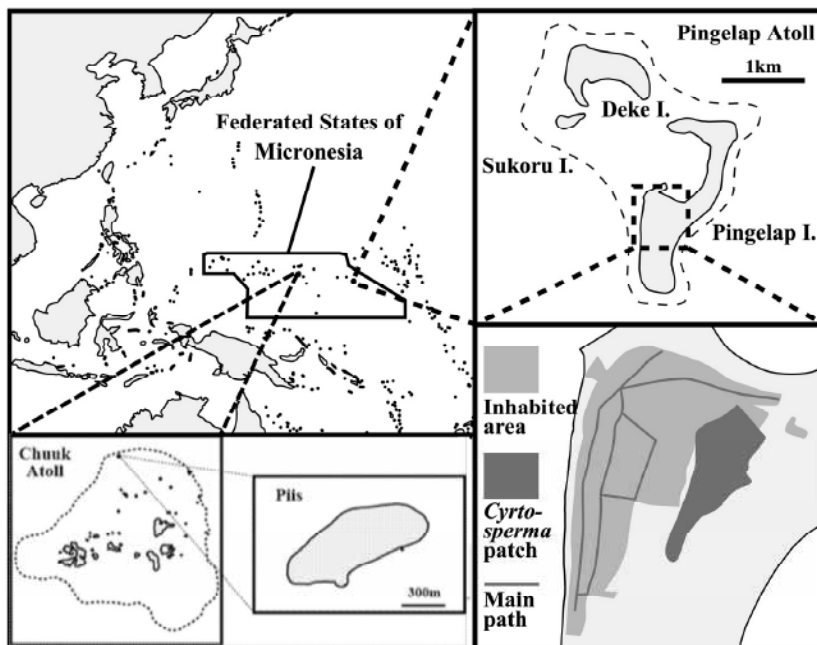 Federated States of
Micronesia
Pingelap Atoll
1km
Deke I.
Sukoru I.
Pingelap I.
Chuuk
Atoll
Piis
300m
Inhabited
area
Cyrto-
sperma
patch
Main
path